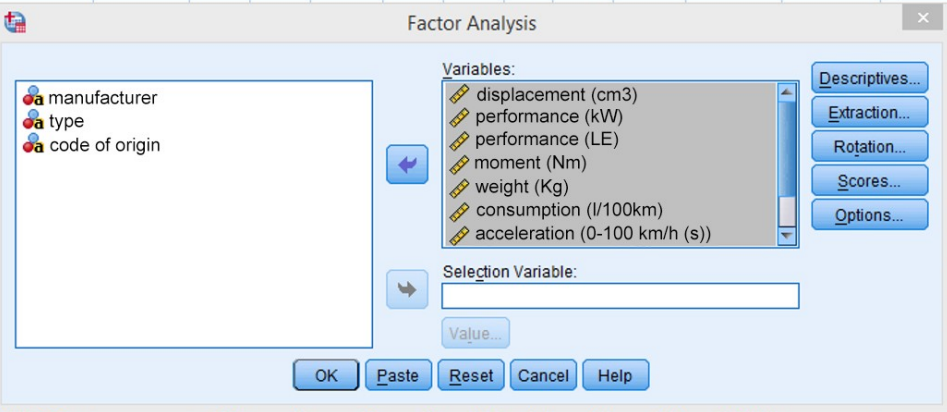 Factor Analysis
manufacturer
type
code of origin
Variables:
displacement (cm3)
performance (kW)
performance (LE)
moment (Nm)
weight (Kg)
consumption (l/100km)
acceleration (0-100 km/h (s))
Selection Variable:
Value...
Descriptives...
Extraction...
Rotation...
Scores...
Options...
OK Paste Reset Cancel Help